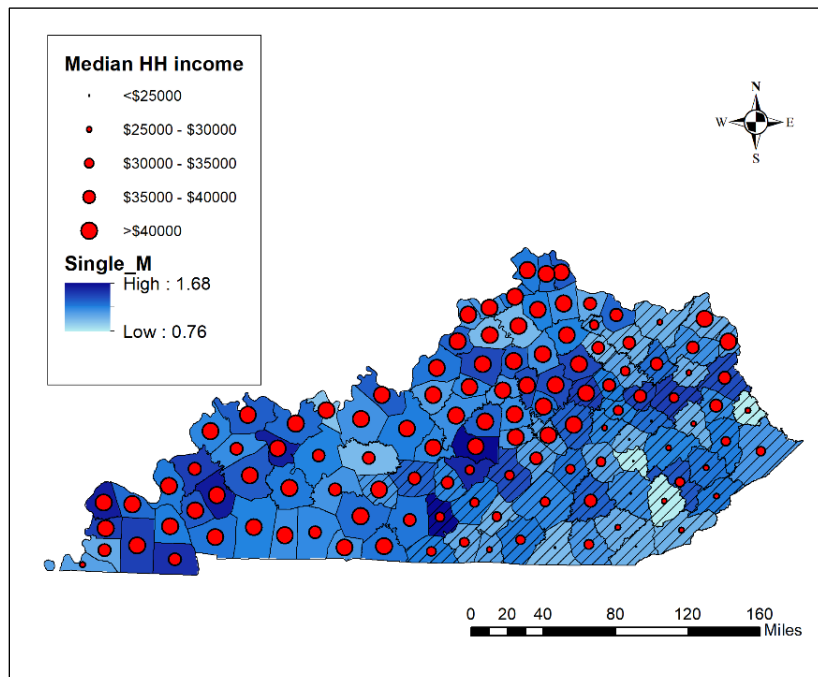 Median HH income
<$25000
$25000 - $30000
$30000 - $35000
$35000 - $40000
>$40000
Single_M
High : 1.68
Low : 0.76
N
W E
S
0 10 20 40 80 120 160
Miles